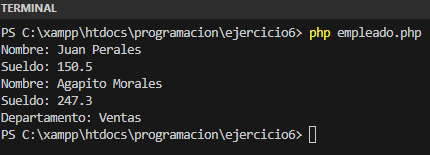 TERMINAL
PS C:\xampp\htdocs\programacion\ejercicio6> php empleado.php
Nombre: Juan Perales
Sueldo: 150.5
Nombre: Agapito Morales
Sueldo: 247.3
Departamento: Ventas
PS C:\xampp\htdocs\programacion\ejercicio6>